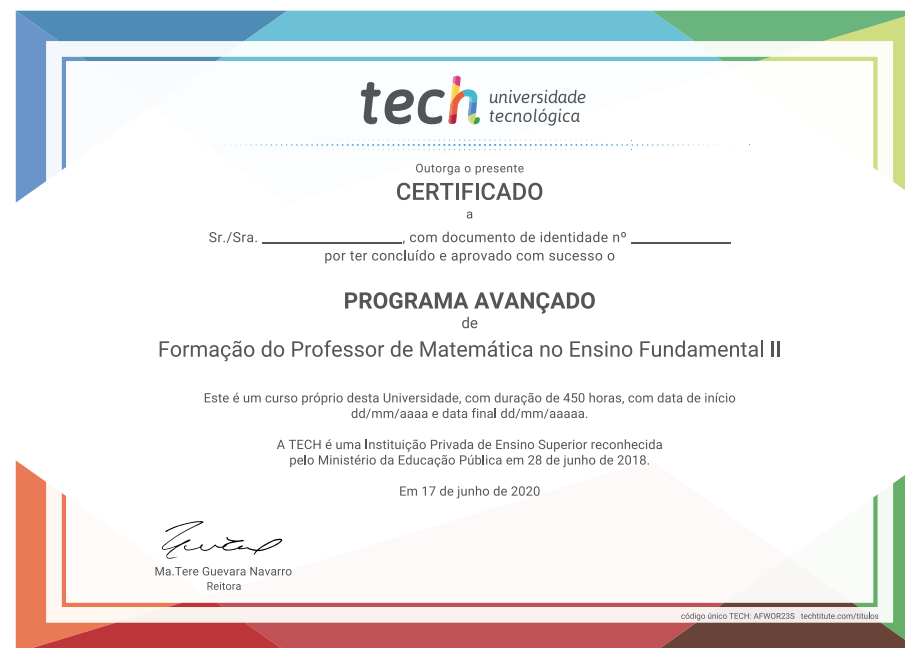 tech universidade
tecnológica
Outorga o presente
CERTIFICADO
a
Sr./Sra. ____________, com documento de identidade nº ____________
por ter concluído e aprovado com sucesso o
PROGRAMA AVANÇADO
de
Formação do Professor de Matemática no Ensino Fundamental II
Este é um curso próprio desta Universidade, com duração de 450 horas, com data de início
dd/mm/aaaa e data final dd/mm/aaaaa.
A TECH é uma Instituição Privada de Ensino Superior reconhecida
pelo Ministério da Educação Pública em 28 de junho de 2018.
Em 17 de junho de 2020
Ma.Tere Guevara Navarro
Reitora
código único TECH: AFWOR23S techtitute.com/titulos